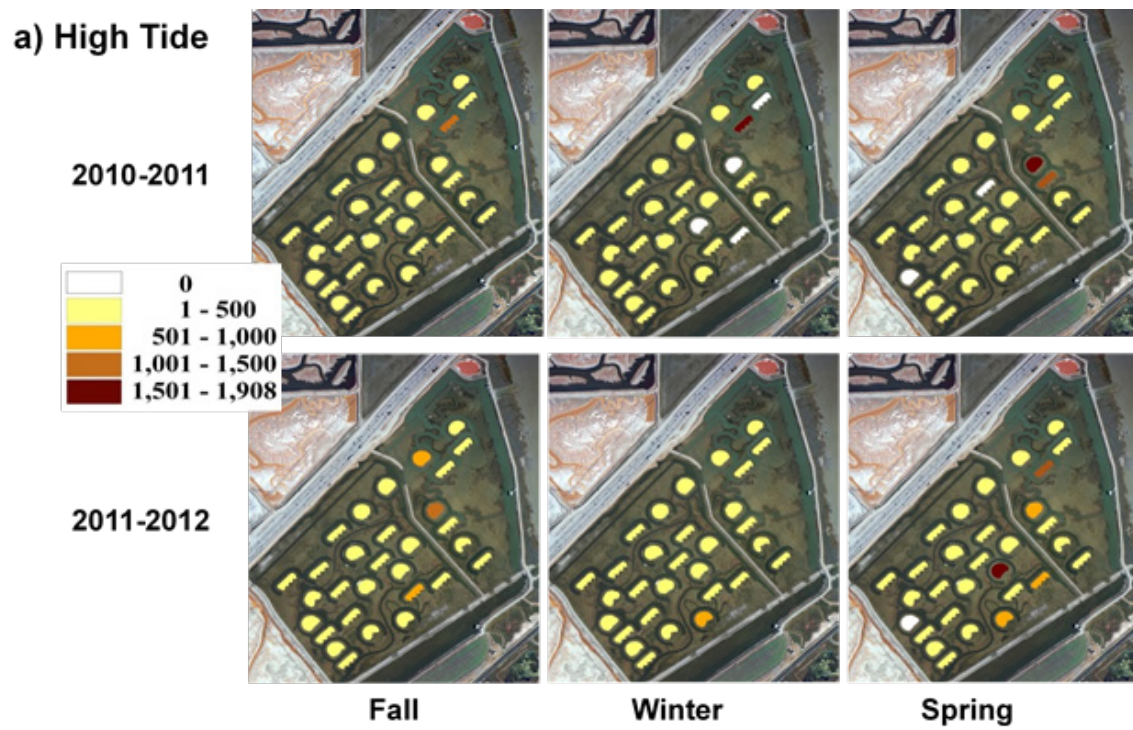 a) High Tide
2010-2011
0
1 - 500
501 - 1,000
1,001 - 1,500
1,501 - 1,908
2011-2012
Fall
Winter
Spring